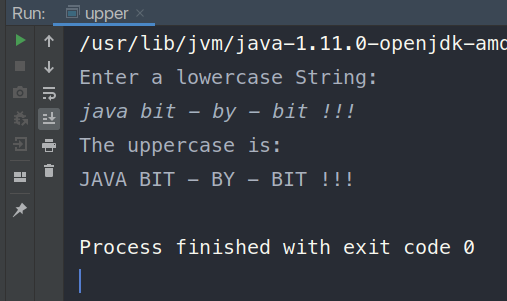 Run: upper
/usr/lib/jvm/java-1.11.0-openjdk-amd
Enter a lowercase String:
java bit – by – bit !!!
The uppercase is:
JAVA BIT – BY – BIT !!!
Process finished with exit code 0